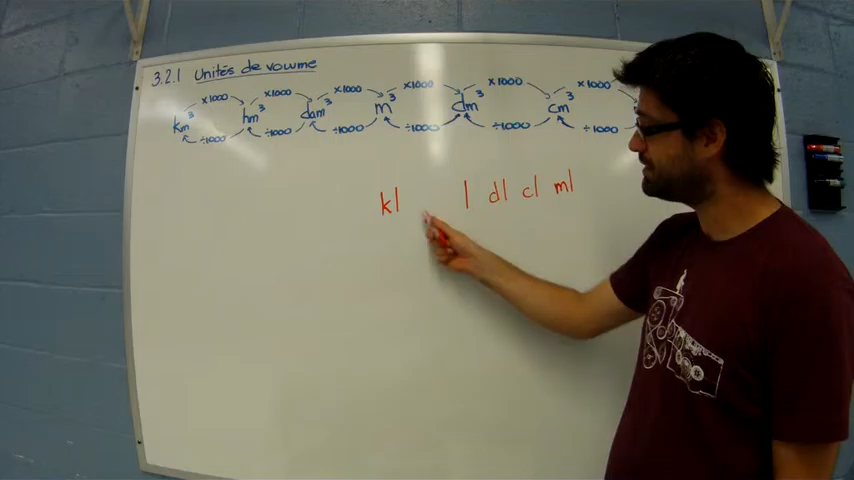 3.2.1 Unités de voumme
×1000 ×1000 ×1000 ×1000 ×1000 ×1000
km³ hm³ dam³ m³ dm³ cm³
÷1000 ÷1000 ÷1000 ÷1000 ÷1000 ÷1000
kl l dl cl ml